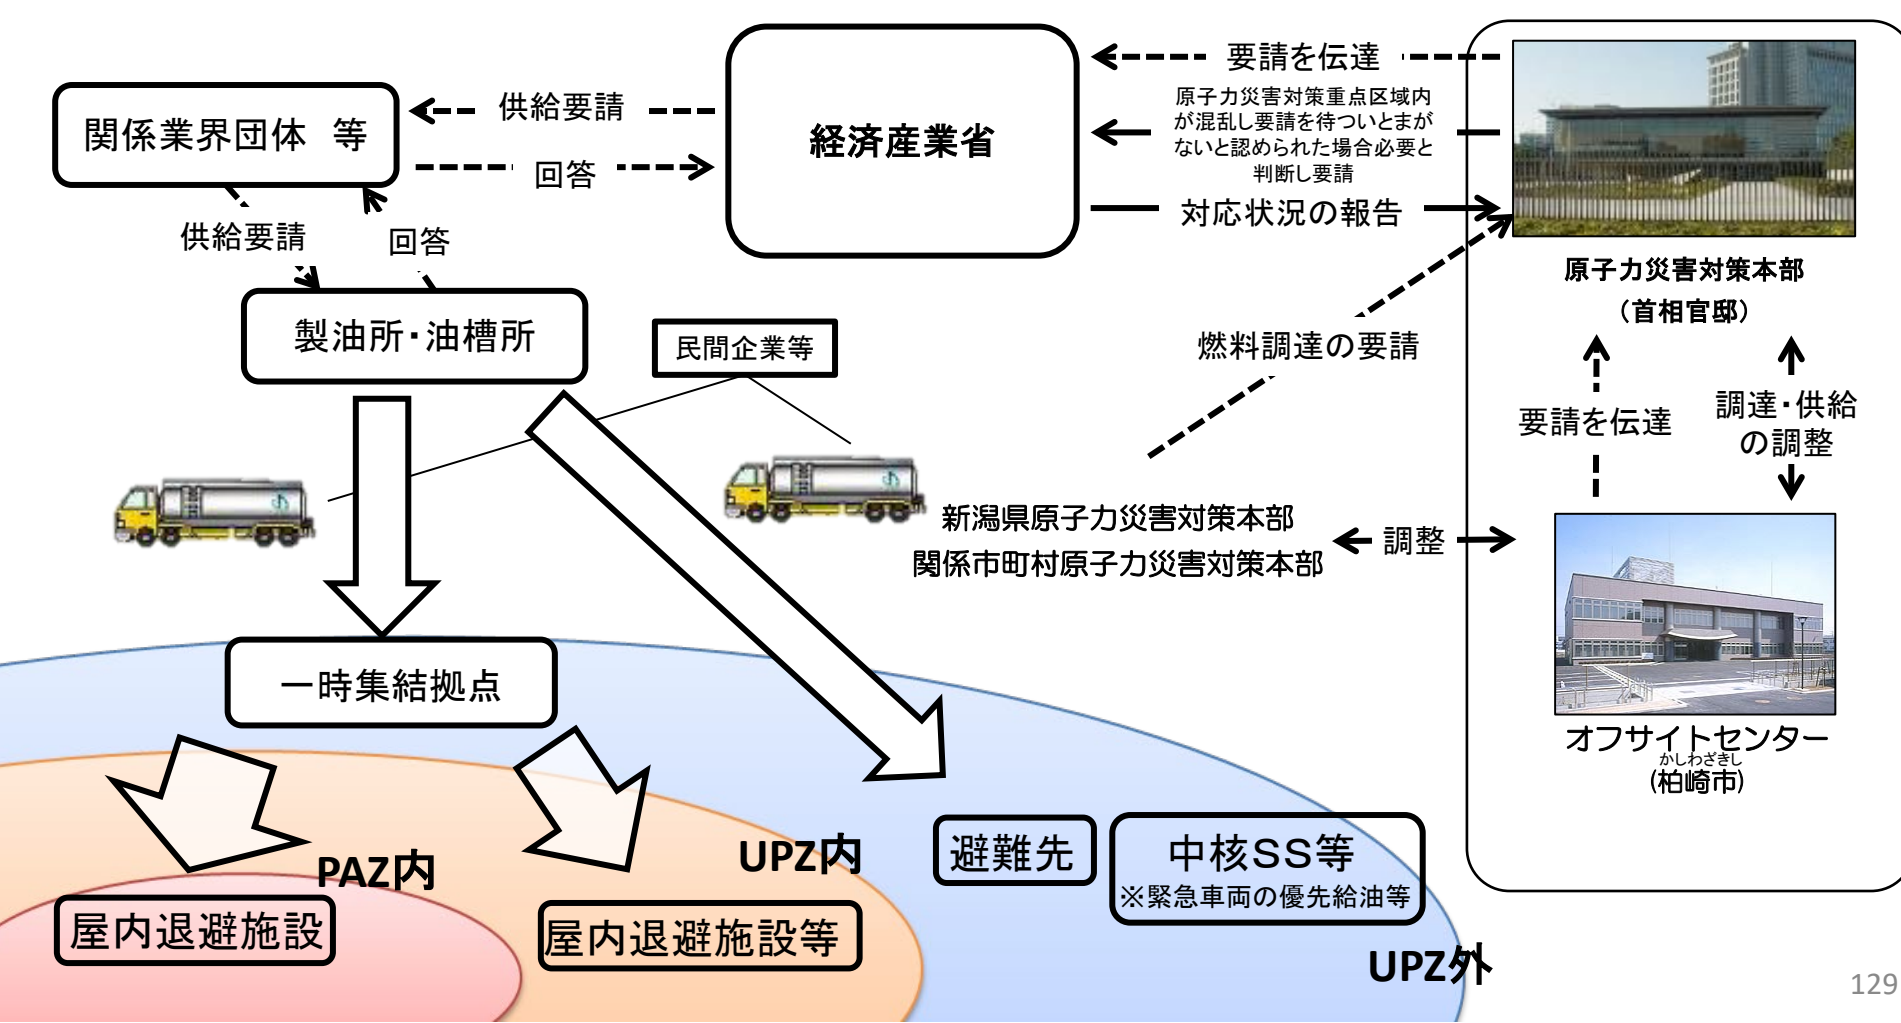 関係業界団体　等
供給要請
回答
経済産業省
要請を伝達
原子力災害対策重点区域内
が混乱し要請を待ついとまが
ないと認められた場合必要と
判断し要請
対応状況の報告
原子力災害対策本部
（首相官邸）
供給要請
回答
製油所・油槽所
民間企業等
燃料調達の要請
要請を伝達
調達・供給
の調整
新潟県原子力災害対策本部
関係市町村原子力災害対策本部
調整
オフサイトセンター
かしわざきし
(柏崎市)
一時集結拠点
PAZ内
屋内退避施設
UPZ内
屋内退避施設等
避難先
中核SS等
※緊急車両の優先給油等
UPZ外
129